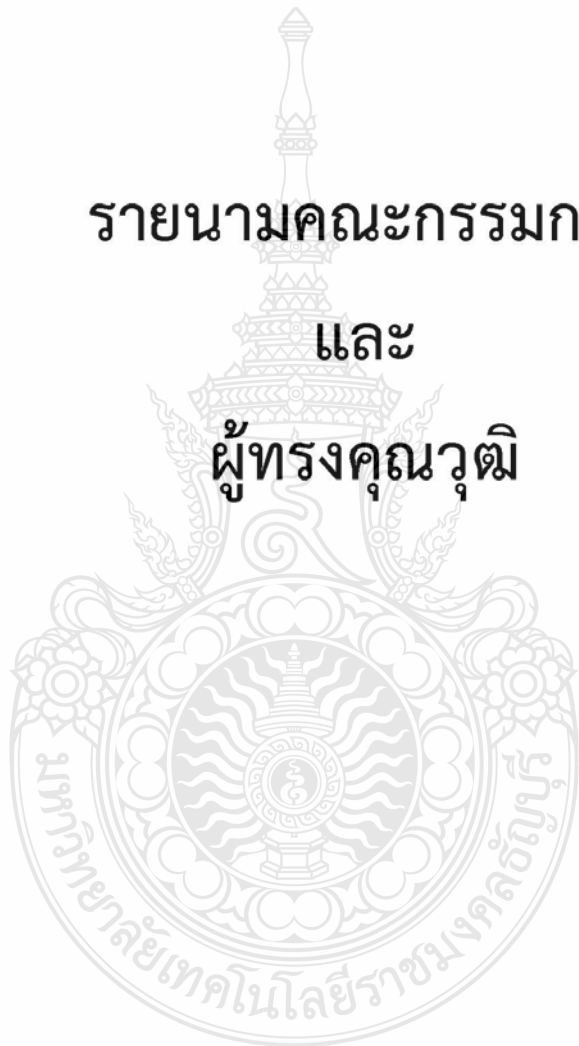 รายนามคณะกรรมก
และ
ผู้ทรงคุณวุฒิ
มหาวิทยาลัยเทคโนโลยีราชมงคลธัญบุรี